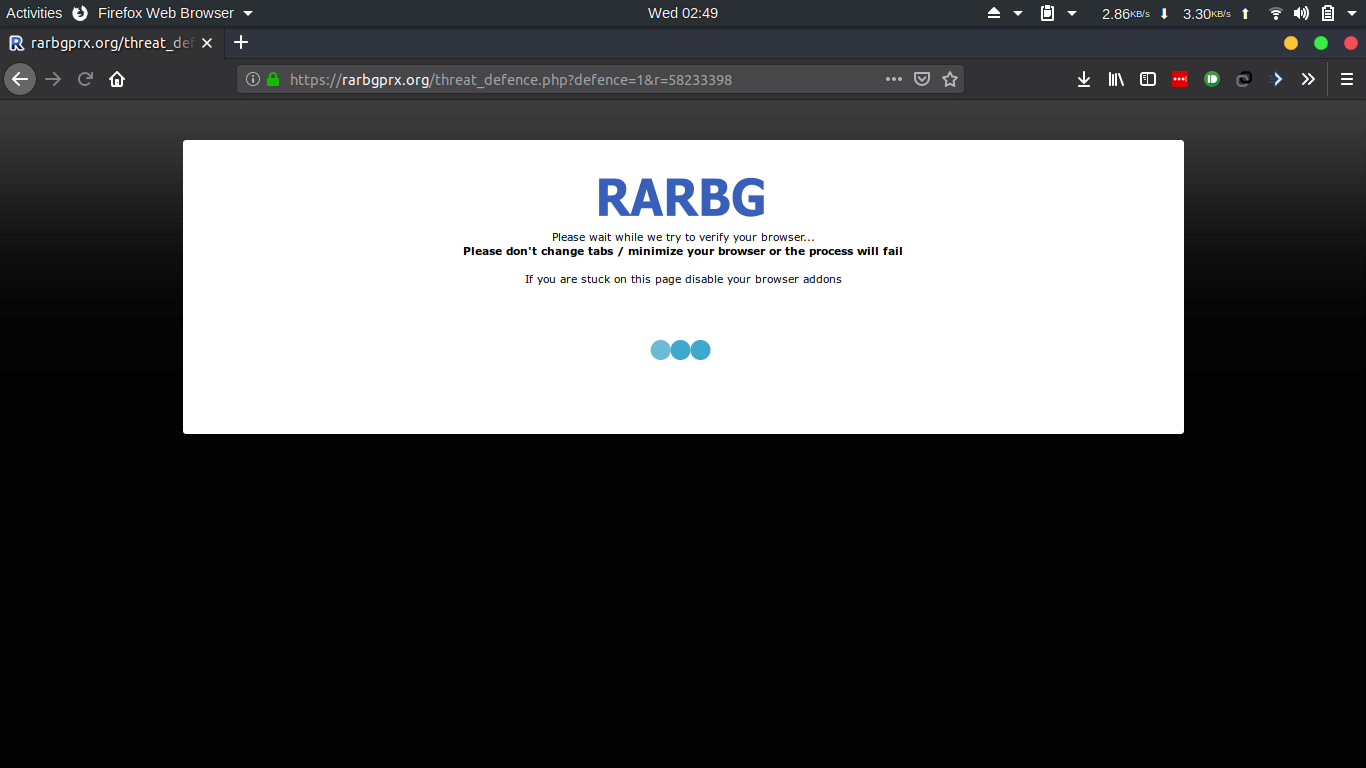 Activities Firefox Web Browser Wed 02:49 2.86KB/s 3.30KB/s
rarbgprx.org/threat_def
https://rarbgprx.org/threat_defence.php?defence=1&r=58233398
RARBG
Please wait while we try to verify your browser...
Please don't change tabs / minimize your browser or the process will fail
If you are stuck on this page disable your browser addons